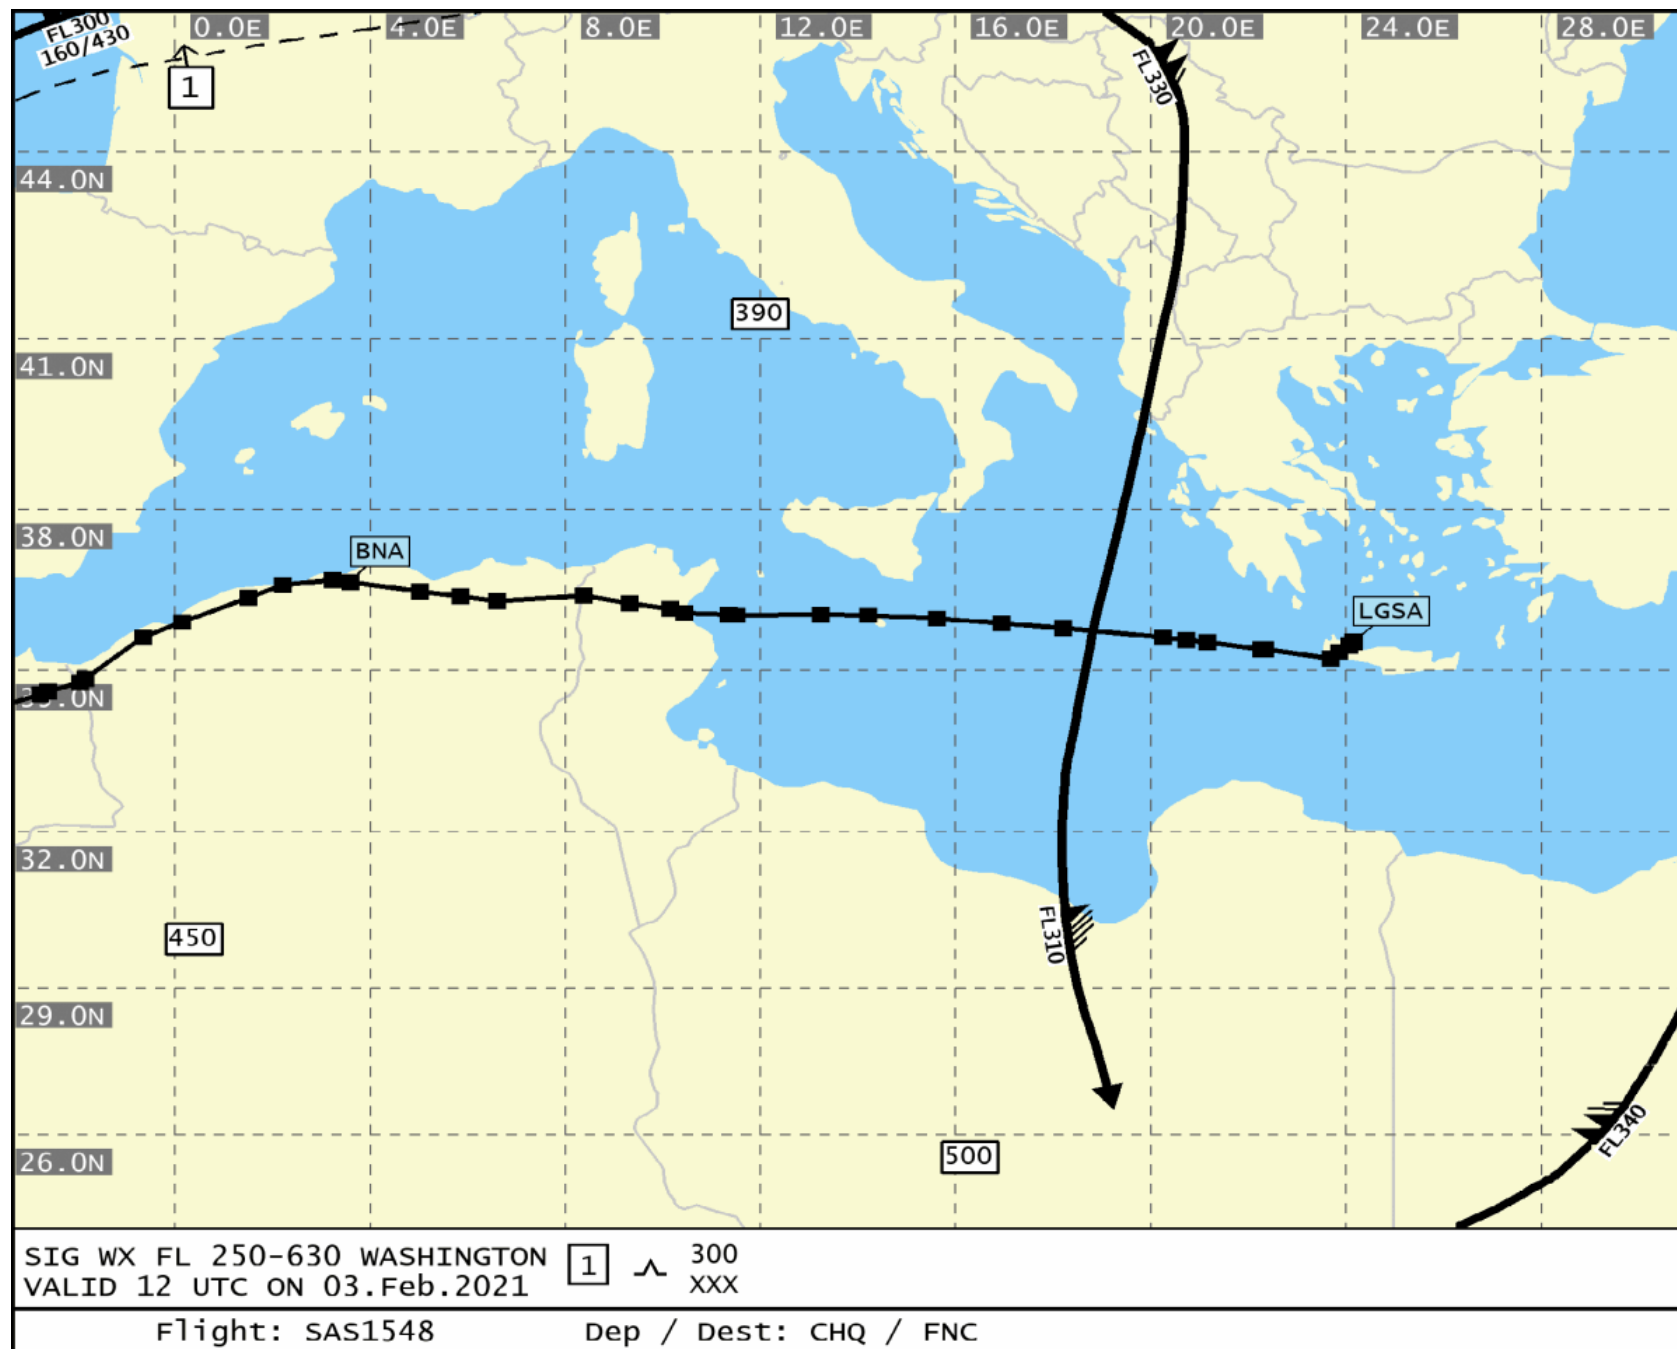 FL300
160/430
0.0E
4.0E
8.0E
12.0E
16.0E
20.0E
24.0E
28.0E
1
FL330
44.0N
390
41.0N
38.0N
BNA
LGSA
35.0N
32.0N
FL310
450
29.0N
FL340
26.0N
500
SIG WX FL 250-630 WASHINGTON
VALID 12 UTC ON 03.Feb.2021
1
300
XXX
Flight: SAS1548
Dep / Dest: CHQ / FNC